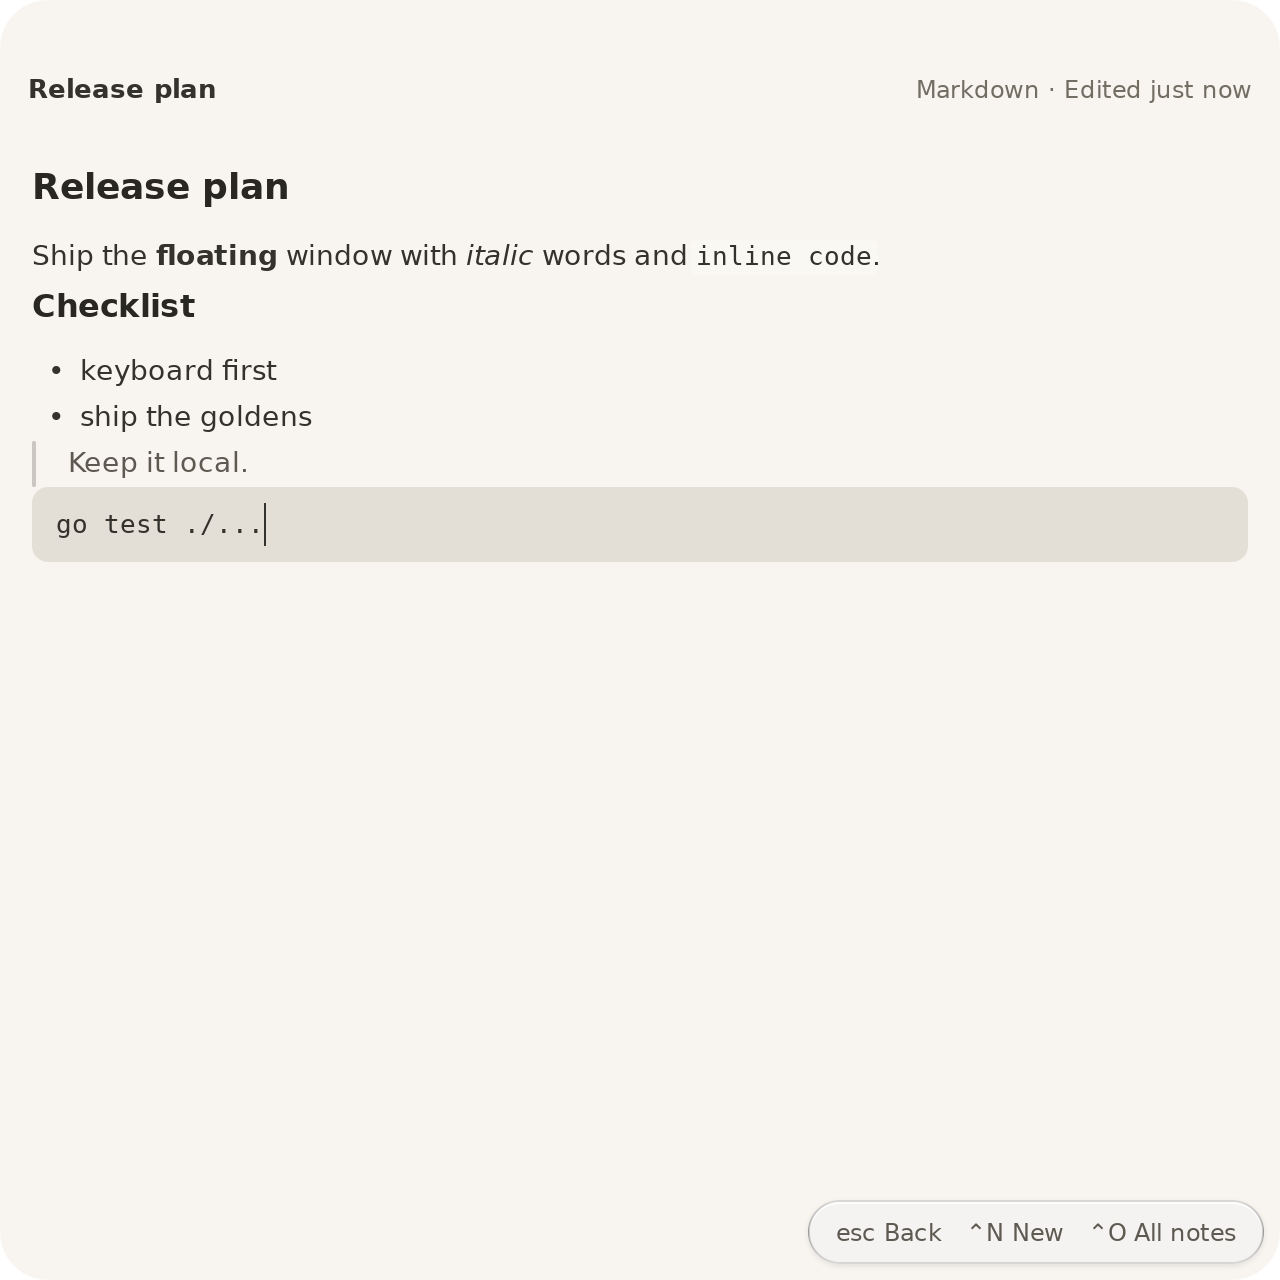 Release plan
Markdown · Edited just now
Release plan
Ship the floating window with italic words and inline code.
Checklist
• keyboard first
• ship the goldens
Keep it local.
go test ./...
esc Back ⌃N New ⌃O All notes